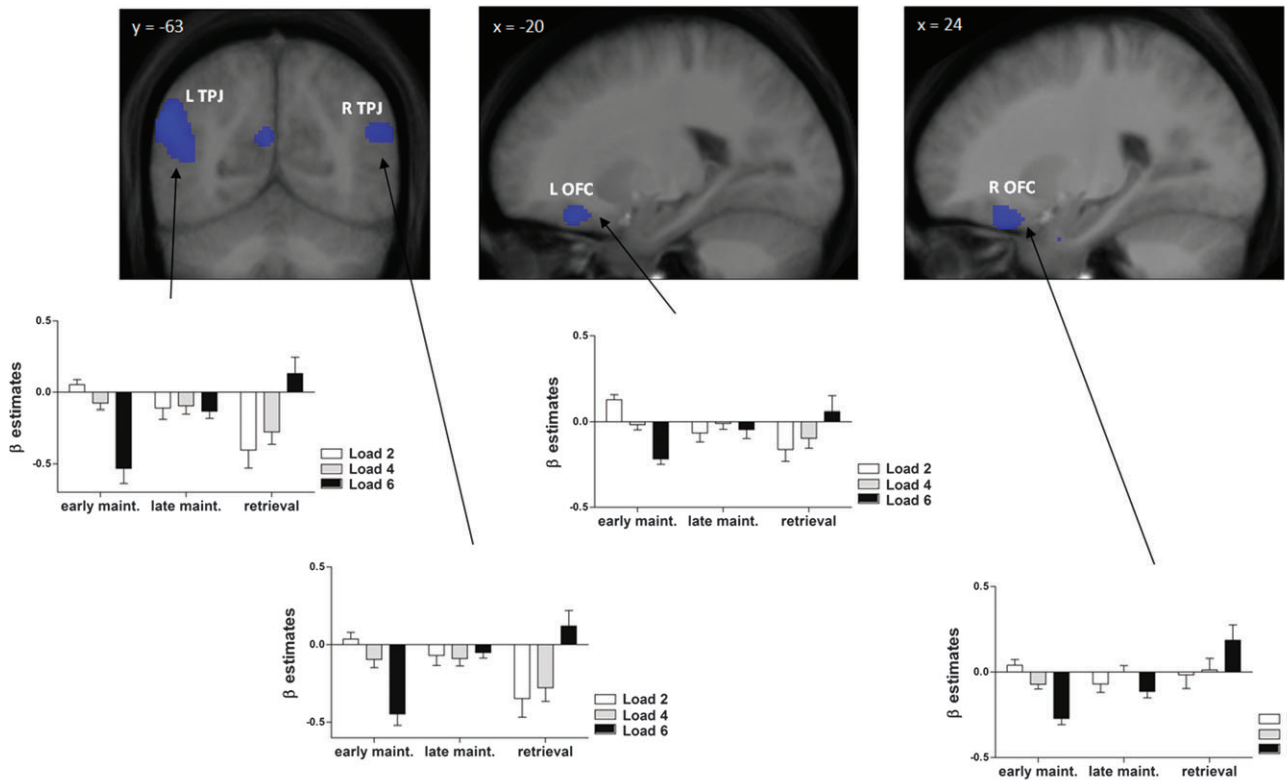 y = -63
L TPJ
R TPJ
x = -20
L OFC
x = 24
R OFC
0.5
0.0
-0.5
β estimates
early maint.
late maint.
retrieval
Load 2
Load 4
Load 6
0.5
0.0
-0.5
β estimates
early maint.
late maint.
retrieval
Load 2
Load 4
Load 6
0.5
0.0
-0.5
β estimates
early maint.
late maint.
retrieval
Load 2
Load 4
Load 6
0.5
0.0
-0.5
β estimates
early maint.
late maint.
retrieval